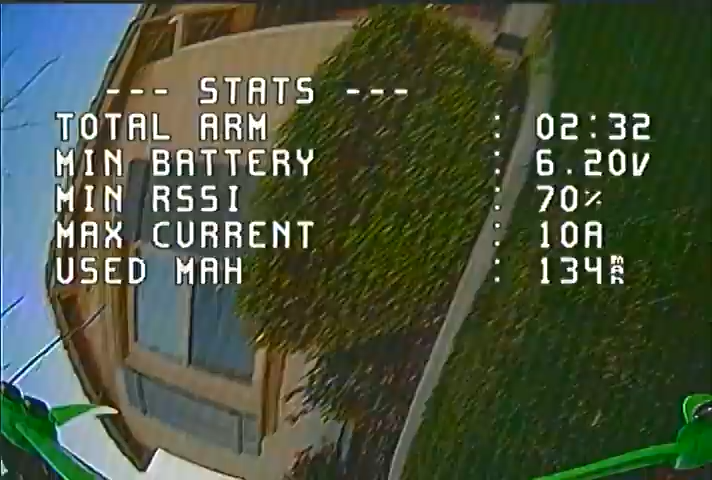 --- STATS ---
TOTAL ARM : 02:32
MIN BATTERY : 6.20V
MIN RSSI : 70%
MAX CURRENT : 10A
USED MAH : 134mAh